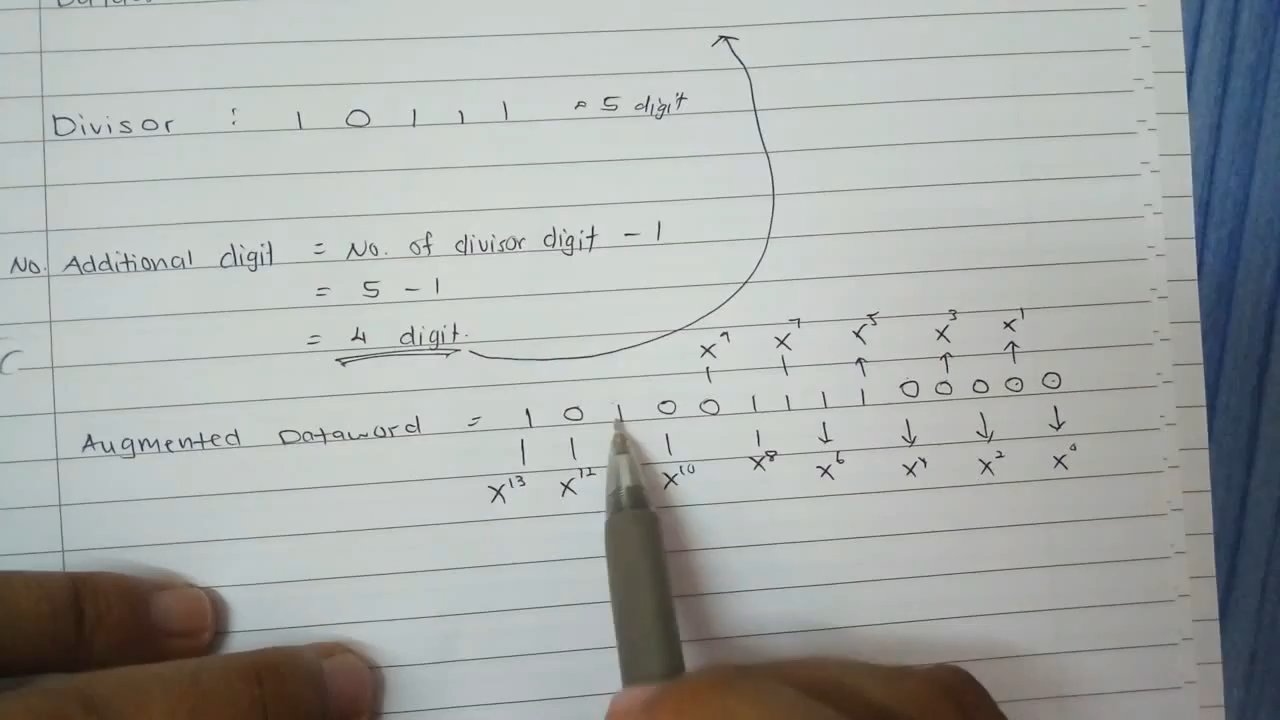 Divisor : 1 0 1 1 1 = 5 digit
No. Additional digit = No. of divisor digit - 1
= 5 - 1
= 4 digit.
x⁹ x⁷ x⁵ x³ x¹
Augmented Dataword = 1 0 1 0 0 1 1 1 1 0 0 0 0 0
x¹³ x¹² x¹⁰ x⁸ x⁶ x⁴ x² x⁰